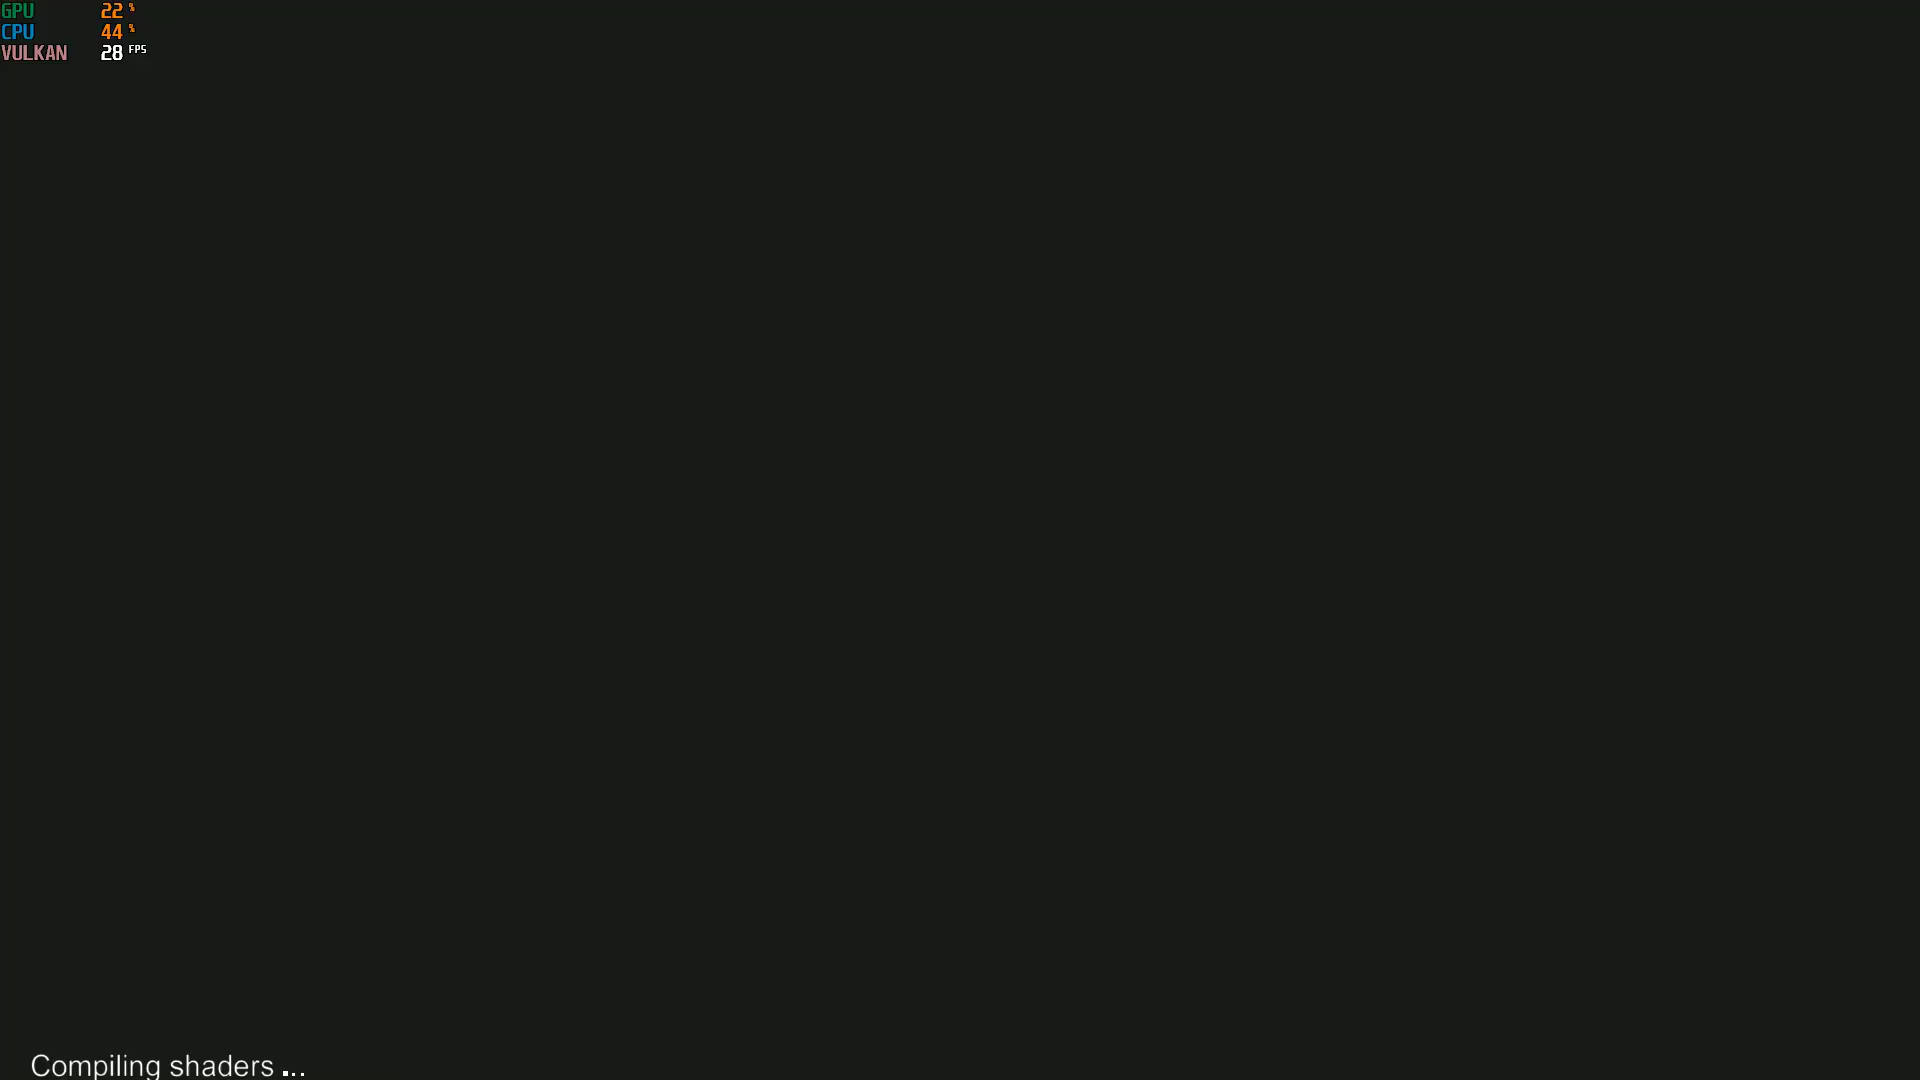 GPU 22 %
CPU 44 %
VULKAN 28 FPS
Compiling shaders ...